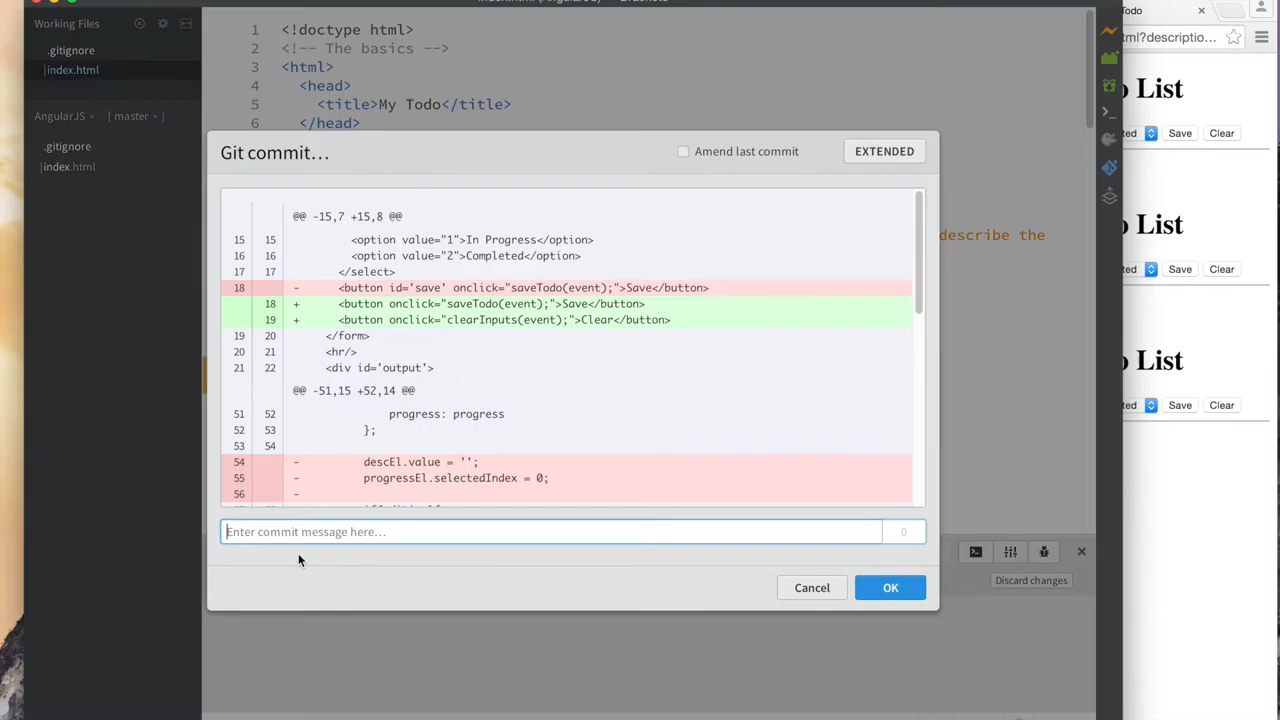 Working Files
.gitignore
index.html
AngularJS [ master ]
.gitignore
index.html
1 <!doctype html>
2 <!-- The basics -->
3 <html>
4 <head>
5 <title>My Todo</title>
6 </head>
describe the
Git commit…
Amend last commit
EXTENDED
@@ -15,7 +15,8 @@
15 15 <option value="1">In Progress</option>
16 16 <option value="2">Completed</option>
17 17 </select>
18 - <button id='save' onclick="saveTodo(event);">Save</button>
18 + <button onclick="saveTodo(event);">Save</button>
19 + <button onclick="clearInputs(event);">Clear</button>
19 20 </form>
20 21 <hr/>
21 22 <div id='output'>
@@ -51,15 +52,14 @@
51 52 progress: progress
52 53 };
53 54
54 - descEl.value = '';
55 - progressEl.selectedIndex = 0;
56 -
Enter commit message here…
0
Cancel
OK
Discard changes
Todo
ml?descriptio...
List
ted Save Clear
List
ted Save Clear
List
ted Save Clear